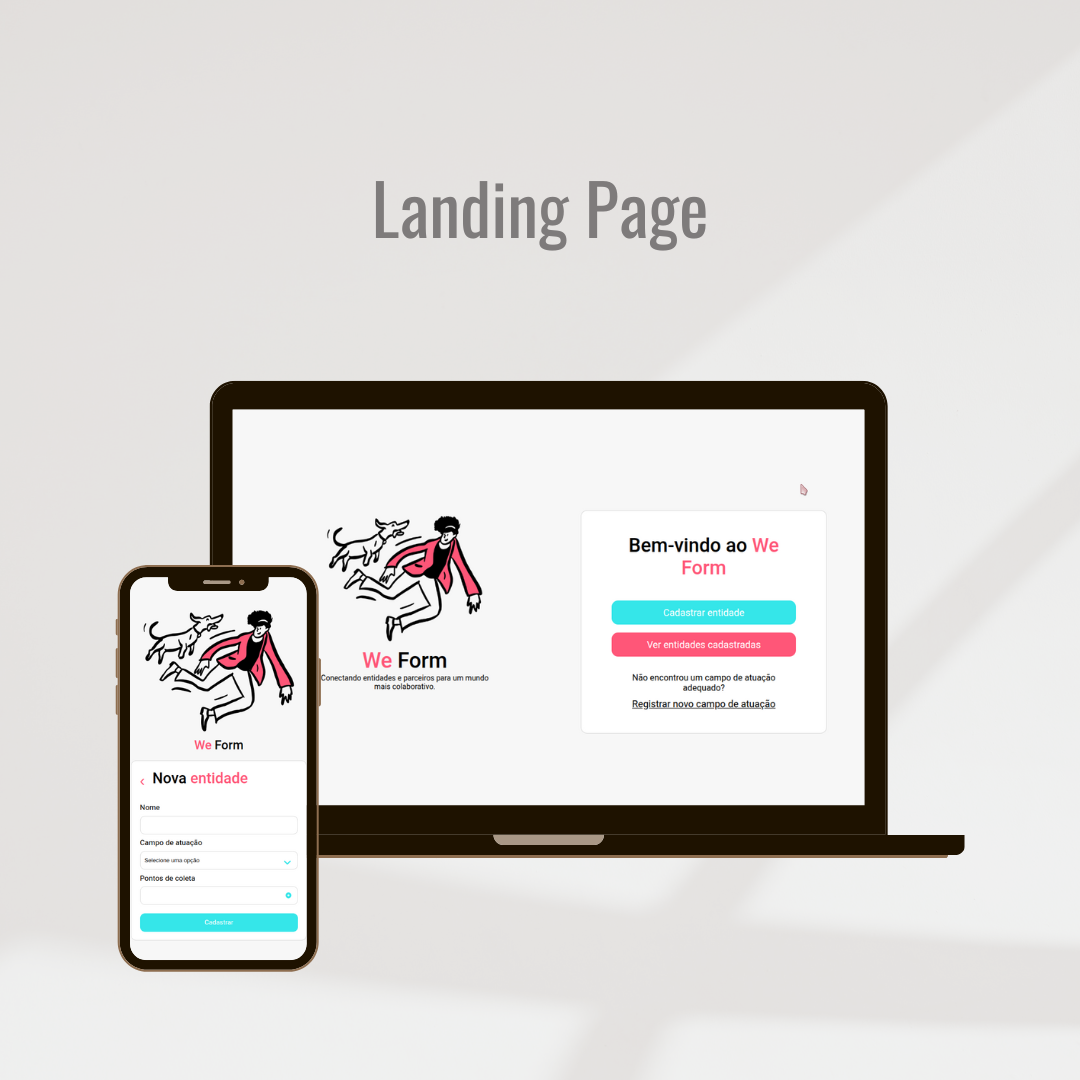 Landing Page
We Form
Conectando entidades e parceiros para um mundo
mais colaborativo.
Bem-vindo ao We
Form
Cadastrar entidade
Ver entidades cadastradas
Não encontrou um campo de atuação
adequado?
Registrar novo campo de atuação
We Form
Nova entidade
Nome
Campo de atuação
Selecione uma opção
Pontos de coleta
Cadastrar